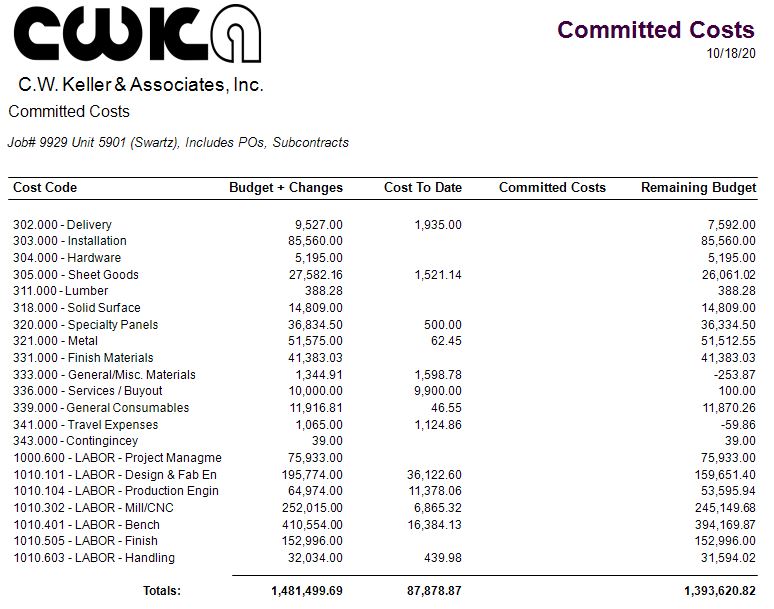 CWKA
C.W. Keller & Associates, Inc.
Committed Costs
10/18/20
Committed Costs
Job# 9929 Unit 5901 (Swartz), Includes POs, Subcontracts
Cost Code Budget + Changes Cost To Date Committed Costs Remaining Budget
302.000 - Delivery 9,527.00 1,935.00 7,592.00
303.000 - Installation 85,560.00 85,560.00
304.000 - Hardware 5,195.00 5,195.00
305.000 - Sheet Goods 27,582.16 1,521.14 26,061.02
311.000 - Lumber 388.28 388.28
318.000 - Solid Surface 14,809.00 14,809.00
320.000 - Specialty Panels 36,834.50 500.00 36,334.50
321.000 - Metal 51,575.00 62.45 51,512.55
331.000 - Finish Materials 41,383.03 41,383.03
333.000 - General/Misc. Materials 1,344.91 1,598.78 -253.87
336.000 - Services / Buyout 10,000.00 9,900.00 100.00
339.000 - General Consumables 11,916.81 46.55 11,870.26
341.000 - Travel Expenses 1,065.00 1,124.86 -59.86
343.000 - Contingincey 39.00 39.00
1000.600 - LABOR - Project Managme 75,933.00 75,933.00
1010.101 - LABOR - Design & Fab En 195,774.00 36,122.60 159,651.40
1010.104 - LABOR - Production Engin 64,974.00 11,378.06 53,595.94
1010.302 - LABOR - Mill/CNC 252,015.00 6,865.32 245,149.68
1010.401 - LABOR - Bench 410,554.00 16,384.13 394,169.87
1010.505 - LABOR - Finish 152,996.00 152,996.00
1010.603 - LABOR - Handling 32,034.00 439.98 31,594.02
Totals: 1,481,499.69 87,878.87 1,393,620.82